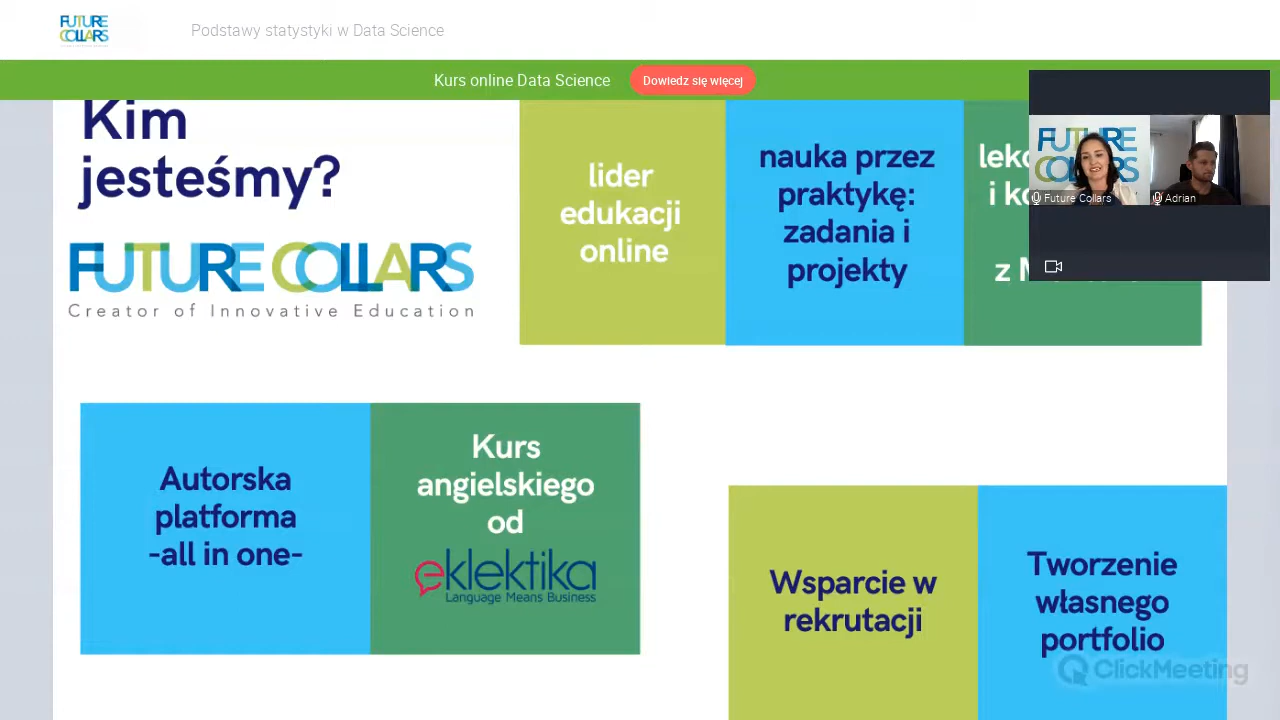 FUTURE
COLLARS
Podstawy statystyki w Data Science
Kurs online Data Science
Dowiedz się więcej
Kim
jesteśmy?
FUTURE COLLARS
Creator of Innovative Education
lider
edukacji
online
nauka przez
praktykę:
zadania i
projekty
i
z
FUTURE
COLLARS
Future Collars
Adrian
Autorska
platforma
-all in one-
Kurs
angielskiego
od
eklektika
Language Means Business
Wsparcie w
rekrutacji
Tworzenie
własnego
portfolio
ClickMeeting